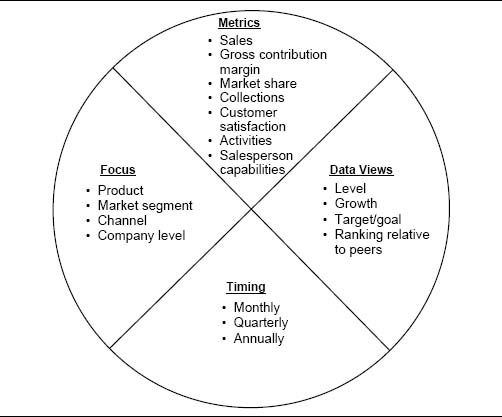 Metrics
• Sales
• Gross contribution
margin
• Market share
• Collections
• Customer
satisfaction
• Activities
• Salesperson
capabilities
Focus
• Product
• Market segment
• Channel
• Company level
Data Views
• Level
• Growth
• Target/goal
• Ranking relative
to peers
Timing
• Monthly
• Quarterly
• Annually